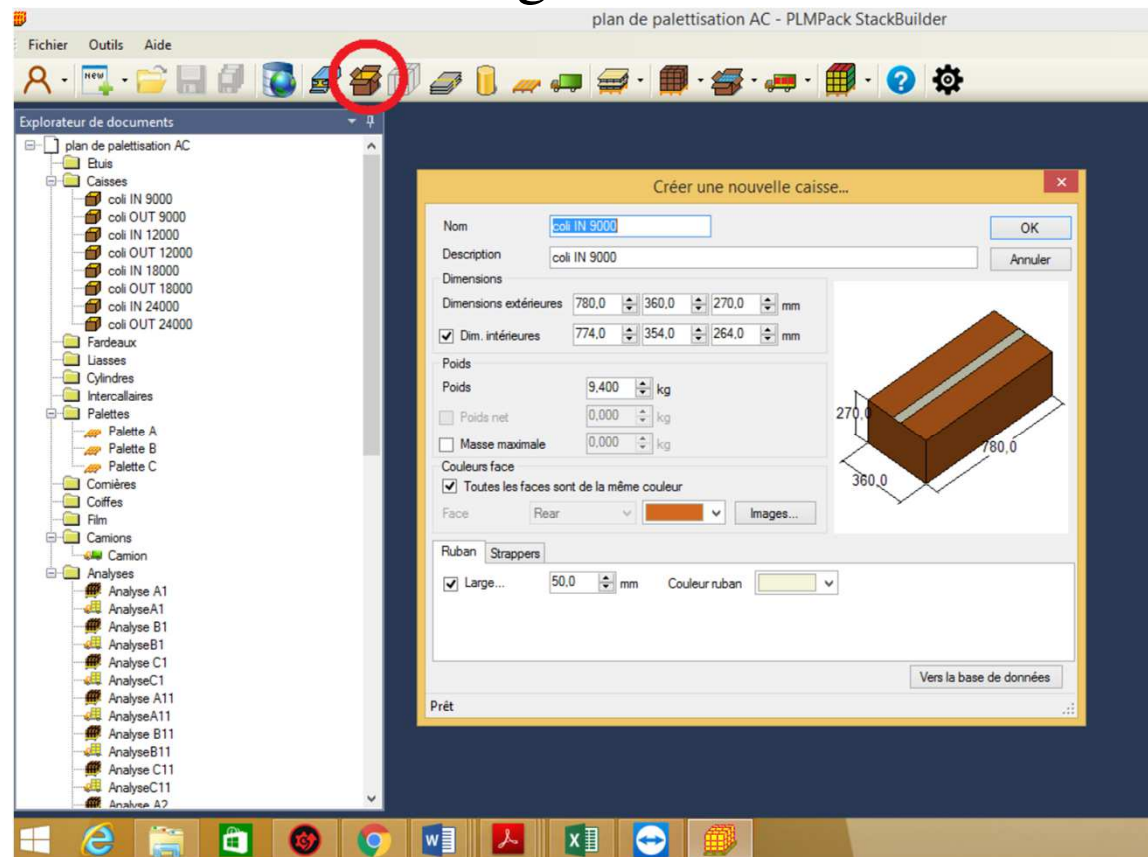 plan de palettisation AC - PLMPack StackBuilder
Fichier Outils Aide
NEW
Explorateur de documents
plan de palettisation AC
Etuis
Caisses
coli IN 9000
coli OUT 9000
coli IN 12000
coli OUT 12000
coli IN 18000
coli OUT 18000
coli IN 24000
coli OUT 24000
Fardeaux
Liasses
Cylindres
Intercallaires
Palettes
Palette A
Palette B
Palette C
Cornières
Coiffes
Film
Camions
Camion
Analyses
Analyse A1
AnalyseA1
Analyse B1
AnalyseB1
Analyse C1
AnalyseC1
Analyse A11
AnalyseA11
Analyse B11
AnalyseB11
Analyse C11
AnalyseC11
Analyse A2
Créer une nouvelle caisse...
Nom coli IN 9000 OK
Description coli IN 9000 Annuler
Dimensions
Dimensions extérieures 780,0 360,0 270,0 mm
Dim. intérieures 774,0 354,0 264,0 mm
Poids
Poids 9,400 kg
Poids net 0,000 kg
Masse maximale 0,000 kg
Couleurs face
Toutes les faces sont de la même couleur
Face Rear Images...
270,0
780,0
360,0
Ruban Strappers
Large... 50,0 mm Couleur ruban
Vers la base de données
Prêt